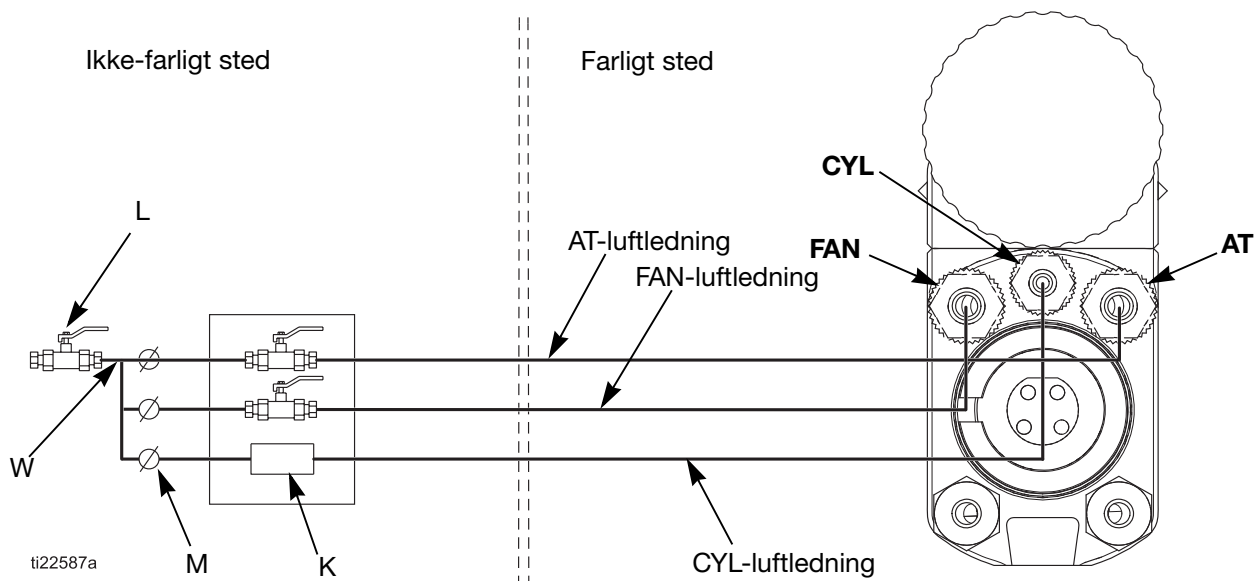 Ikke-farligt sted
Farligt sted
CYL
L
AT-luftledning
FAN
AT
FAN-luftledning
W
M
K
CYL-luftledning
ti22587a